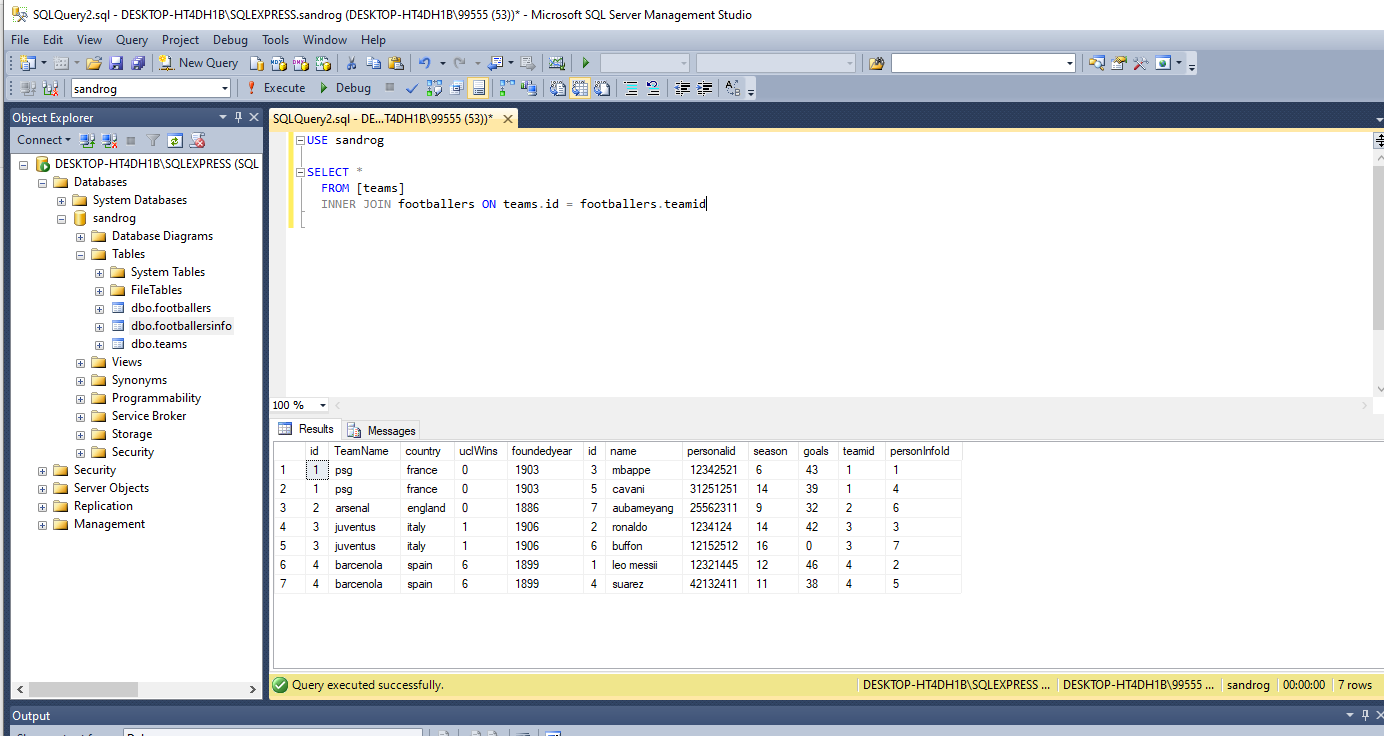 SQLQuery2.sql - DESKTOP-HT4DH1B\SQLEXPRESS.sandrog (DESKTOP-HT4DH1B\99555 (53))* - Microsoft SQL Server Management Studio
File Edit View Query Project Debug Tools Window Help
New Query
sandrog Execute Debug
Object Explorer
Connect
DESKTOP-HT4DH1B\SQLEXPRESS (SQL
Databases
System Databases
sandrog
Database Diagrams
Tables
System Tables
FileTables
dbo.footballers
dbo.footballersinfo
dbo.teams
Views
Synonyms
Programmability
Service Broker
Storage
Security
Security
Server Objects
Replication
Management
SQLQuery2.sql - DE...T4DH1B\99555 (53))*
USE sandrog
SELECT *
FROM [teams]
INNER JOIN footballers ON teams.id = footballers.teamid
100 %
Results Messages
id TeamName country uclWins foundedyear id name personalid season goals teamid personInfoId
1 1 psg france 0 1903 3 mbappe 12342521 6 43 1 1
2 1 psg france 0 1903 5 cavani 31251251 14 39 1 4
3 2 arsenal england 0 1886 7 aubameyang 25562311 9 32 2 6
4 3 juventus italy 1 1906 2 ronaldo 1234124 14 42 3 3
5 3 juventus italy 1 1906 6 buffon 12152512 16 0 3 7
6 4 barcenola spain 6 1899 1 leo messii 12321445 12 46 4 2
7 4 barcenola spain 6 1899 4 suarez 42132411 11 38 4 5
Query executed successfully. DESKTOP-HT4DH1B\SQLEXPRESS ... DESKTOP-HT4DH1B\99555 ... sandrog 00:00:00 7 rows
Output